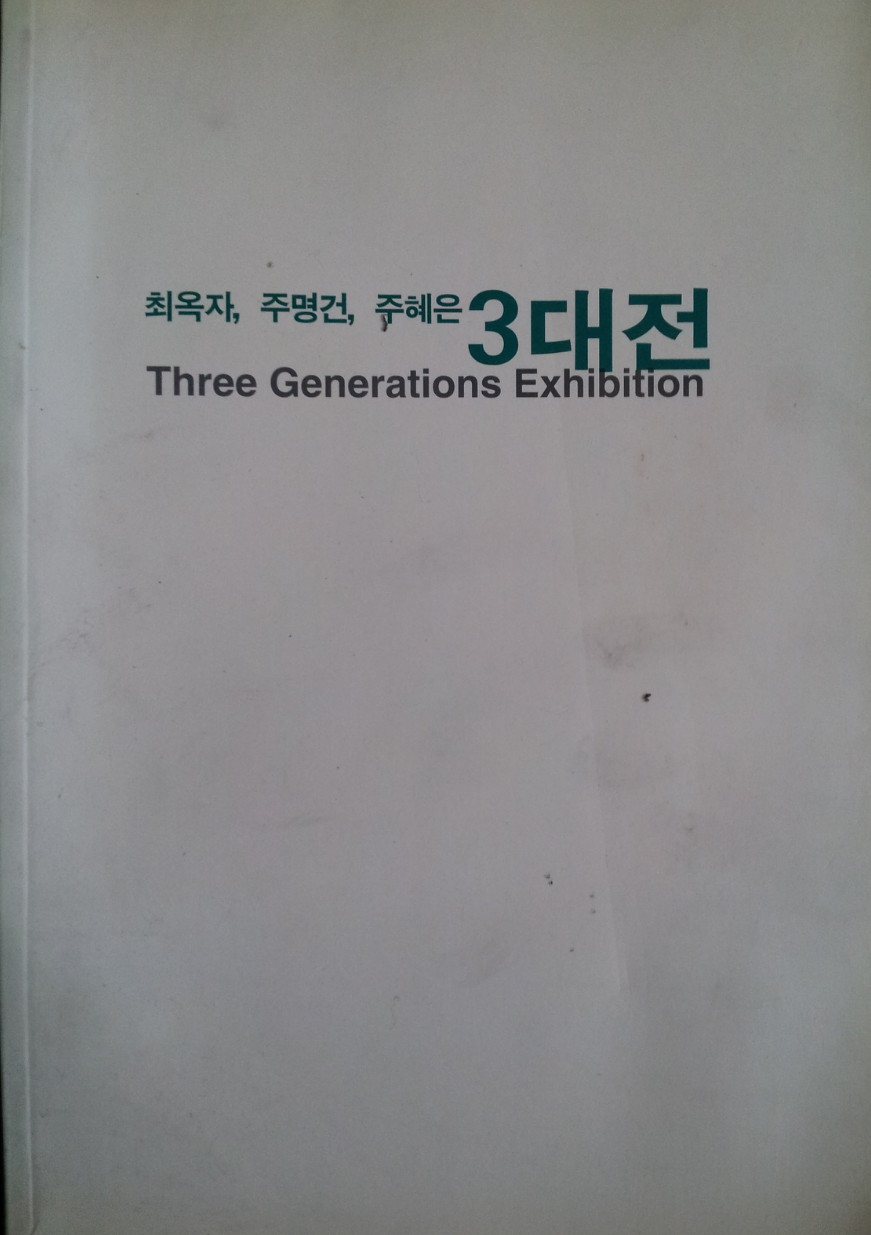 최옥자, 주명건, 주혜은 3대전
Three Generations Exhibition